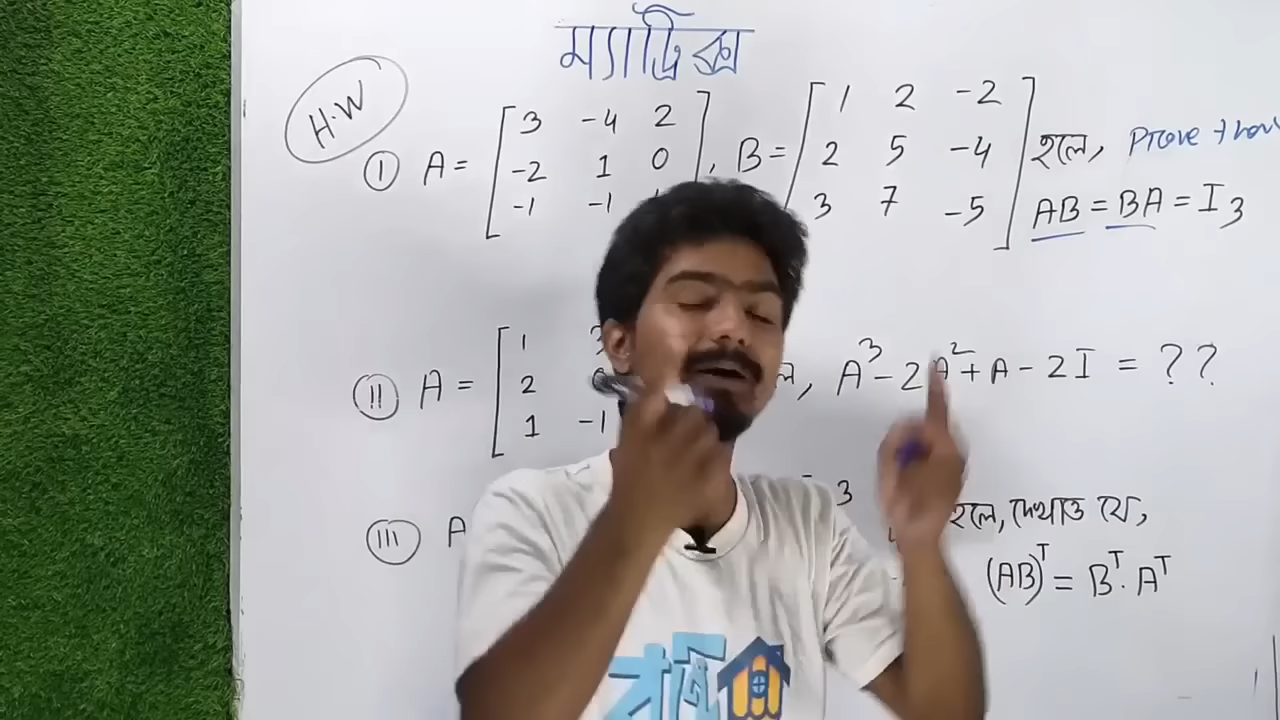 ম্যাট্রিক্স
H.W
(i) A = [3 -4 2
-2 1 0
-1 -1], B = [1 2 -2
2 5 -4
3 7 -5] হলে, Prove that
AB = BA = I3
(ii) A = [1
2
1 -1 A³ - 2A² + A - 2I = ??
(iii) A 3 হলে, দেখাও যে,
(AB)ᵀ = Bᵀ. Aᵀ